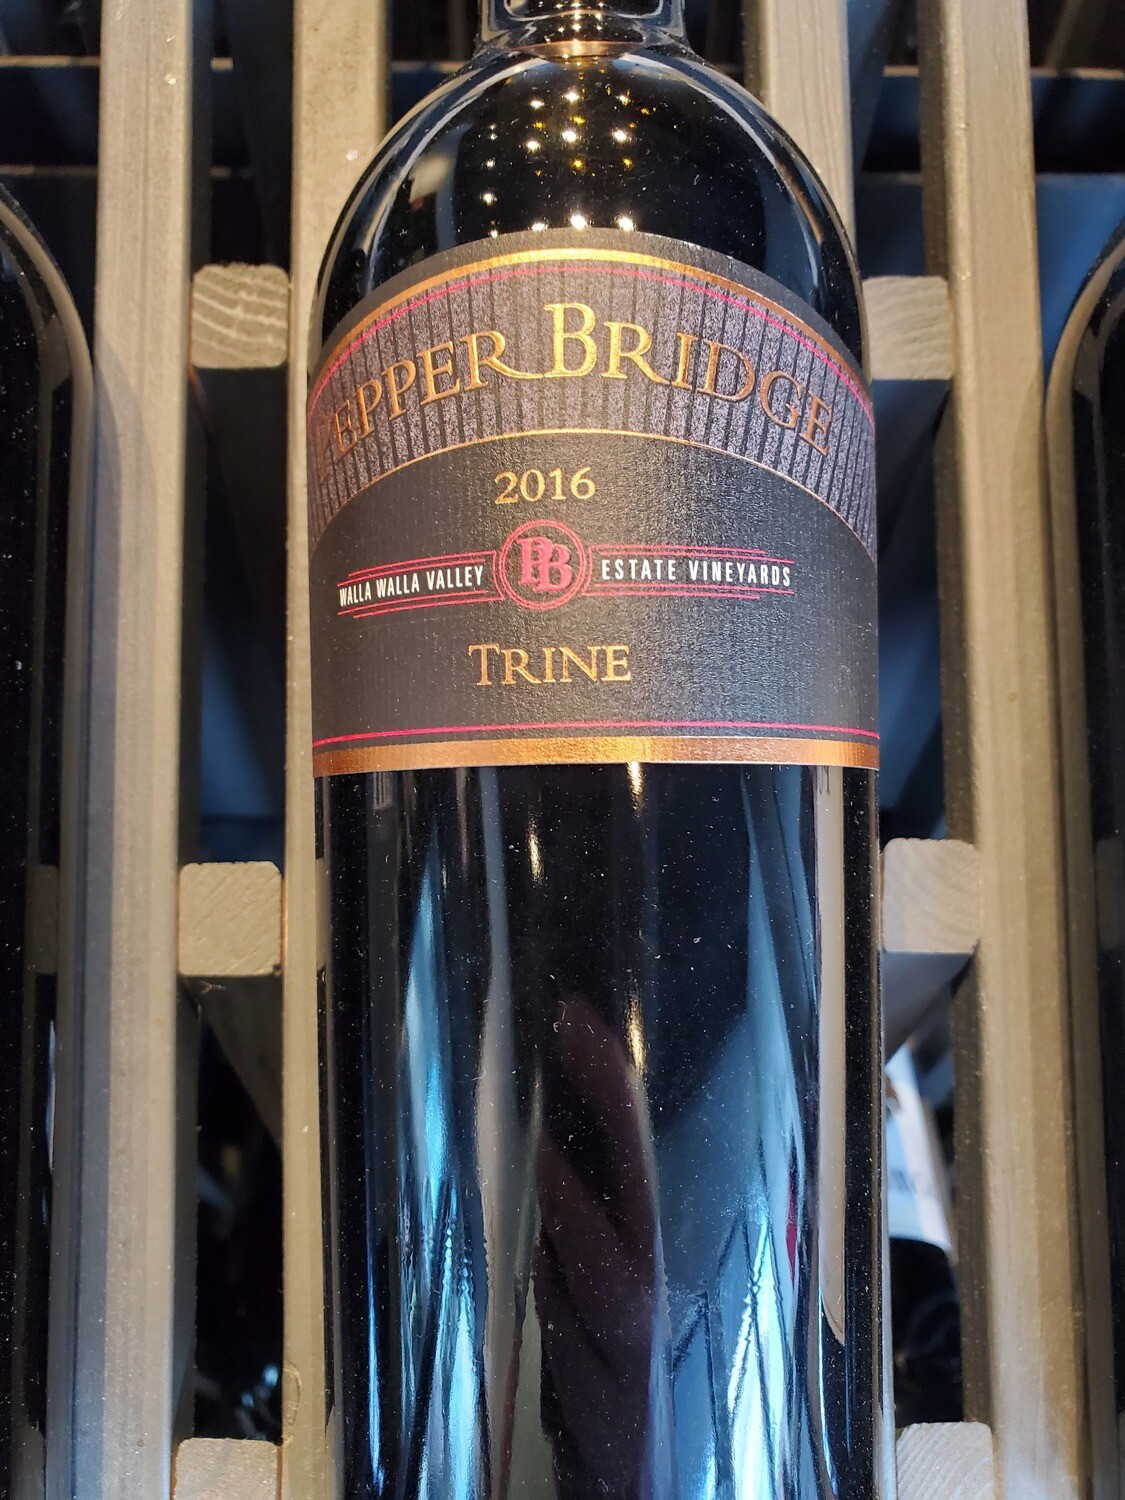 PEPPER BRIDGE
2016
WALLA WALLA VALLEY PB ESTATE VINEYARDS
TRINE